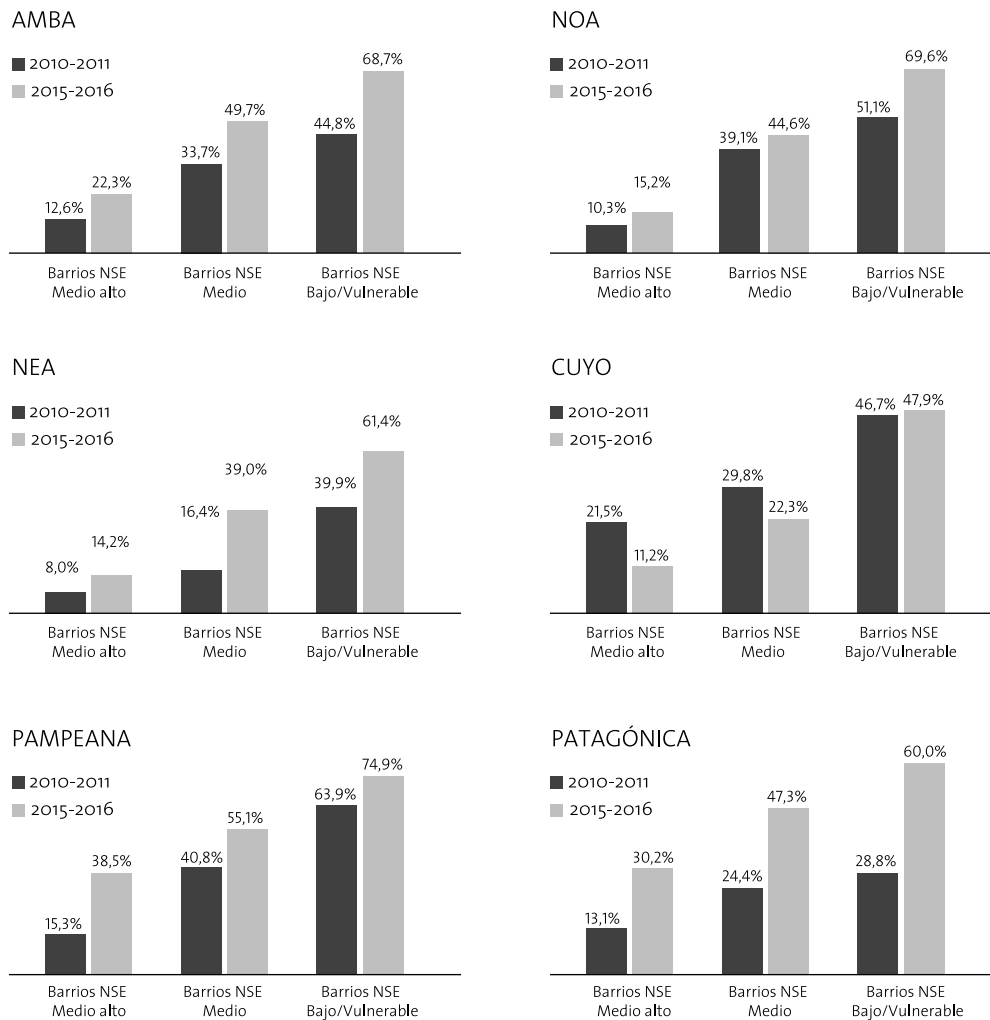 AMBA
2010-2011
2015-2016
12,6%
22,3%
33,7%
49,7%
44,8%
68,7%
Barrios NSE
Medio alto
Barrios NSE
Medio
Barrios NSE
Bajo/Vulnerable
NOA
2010-2011
2015-2016
10,3%
15,2%
39,1%
44,6%
51,1%
69,6%
Barrios NSE
Medio alto
Barrios NSE
Medio
Barrios NSE
Bajo/Vulnerable
NEA
2010-2011
2015-2016
8,0%
14,2%
16,4%
39,0%
39,9%
61,4%
Barrios NSE
Medio alto
Barrios NSE
Medio
Barrios NSE
Bajo/Vulnerable
CUYO
2010-2011
2015-2016
21,5%
11,2%
29,8%
22,3%
46,7%
47,9%
Barrios NSE
Medio alto
Barrios NSE
Medio
Barrios NSE
Bajo/Vulnerable
PAMPEANA
2010-2011
2015-2016
15,3%
38,5%
40,8%
55,1%
63,9%
74,9%
Barrios NSE
Medio alto
Barrios NSE
Medio
Barrios NSE
Bajo/Vulnerable
PATAGÓNICA
2010-2011
2015-2016
13,1%
30,2%
24,4%
47,3%
28,8%
60,0%
Barrios NSE
Medio alto
Barrios NSE
Medio
Barrios NSE
Bajo/Vulnerable